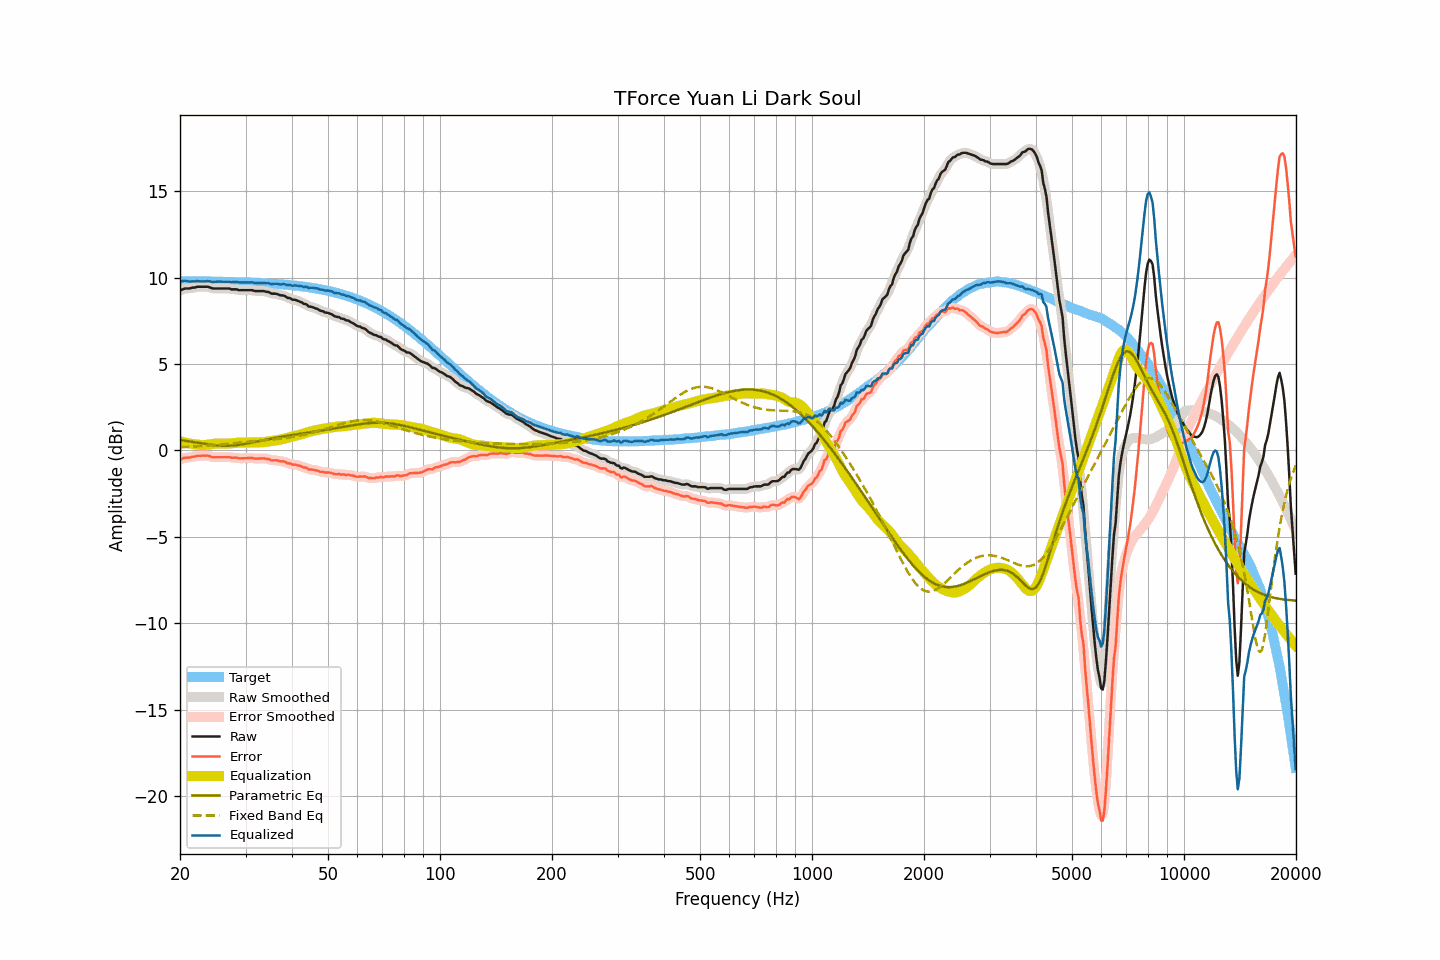 TForce Yuan Li Dark Soul
Amplitude (dBr)
15
10
5
0
−5
−10
−15
−20
Target
Raw Smoothed
Error Smoothed
Raw
Error
Equalization
Parametric Eq
Fixed Band Eq
Equalized
20 50 100 200 500 1000 2000 5000 10000 20000
Frequency (Hz)